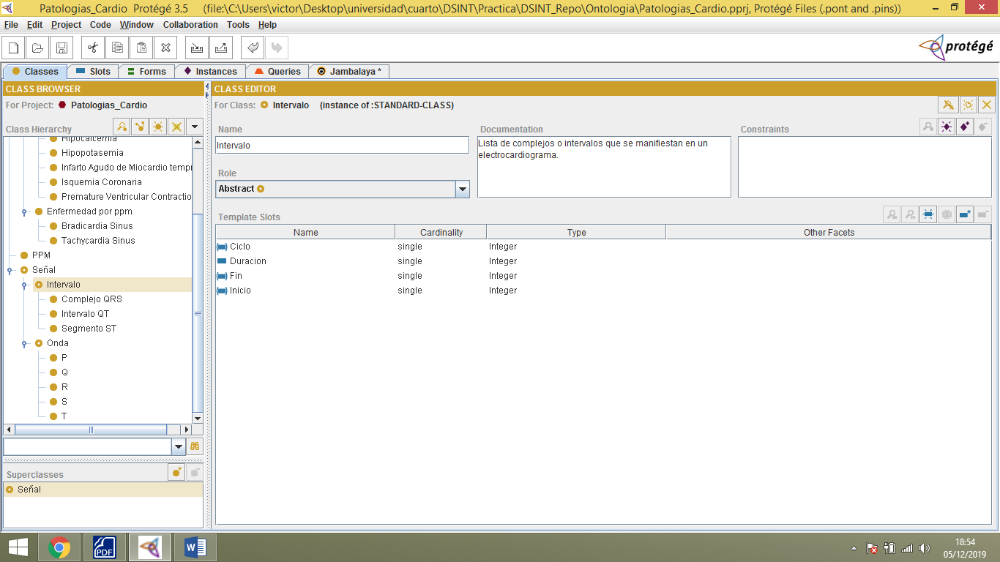 Patologias_Cardio  Protégé 3.5    (file:\C:\Users\victor\Desktop\universidad\cuarto\DSINT\Practica\DSINT_Repo\Ontologia\Patologias_Cardio.pprj, Protégé Files (.pont and .pins))
File Edit Project Code Window Collaboration Tools Help
protégé
Classes Slots Forms Instances Queries Jambalaya *
CLASS BROWSER
For Project: Patologias_Cardio
Class Hierarchy
Hipocalcemia
Hipopotasemia
Infarto Agudo de Miocardio tempr
Isquemia Coronaria
Premature Ventricular Contractio
Enfermedad por ppm
Bradicardia Sinus
Tachycardia Sinus
PPM
Señal
Intervalo
Complejo QRS
Intervalo QT
Segmento ST
Onda
P
Q
R
S
T
Superclasses
Señal
CLASS EDITOR
For Class: Intervalo (instance of :STANDARD-CLASS)
Name
Intervalo
Role
Abstract
Documentation
Lista de complejos o intervalos que se manifiestan en un
electrocardiograma.
Constraints
Template Slots
Name Cardinality Type Other Facets
Ciclo single Integer
Duracion single Integer
Fin single Integer
Inicio single Integer
PDF
18:54
05/12/2019